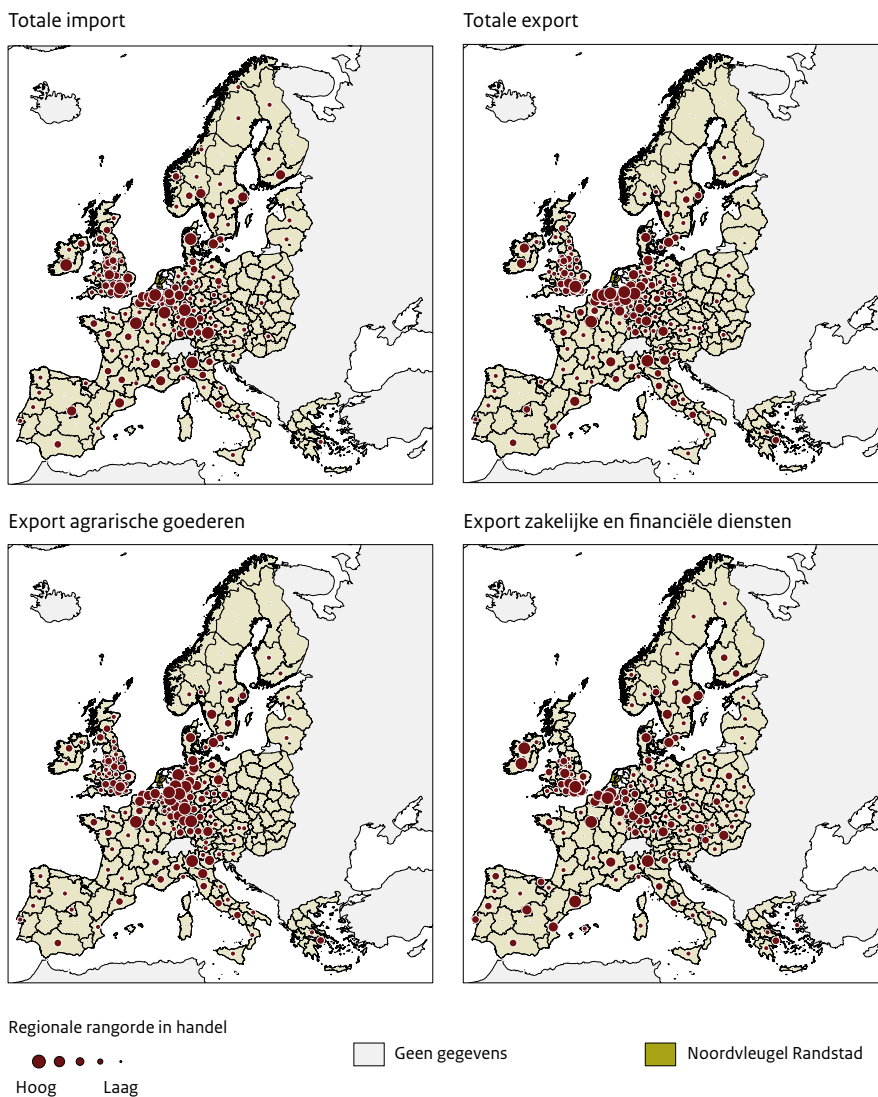 Totale import
Totale export
Export agrarische goederen
Export zakelijke en financiële diensten
Regionale rangorde in handel
Hoog
Laag
Geen gegevens
Noordvleugel Randstad